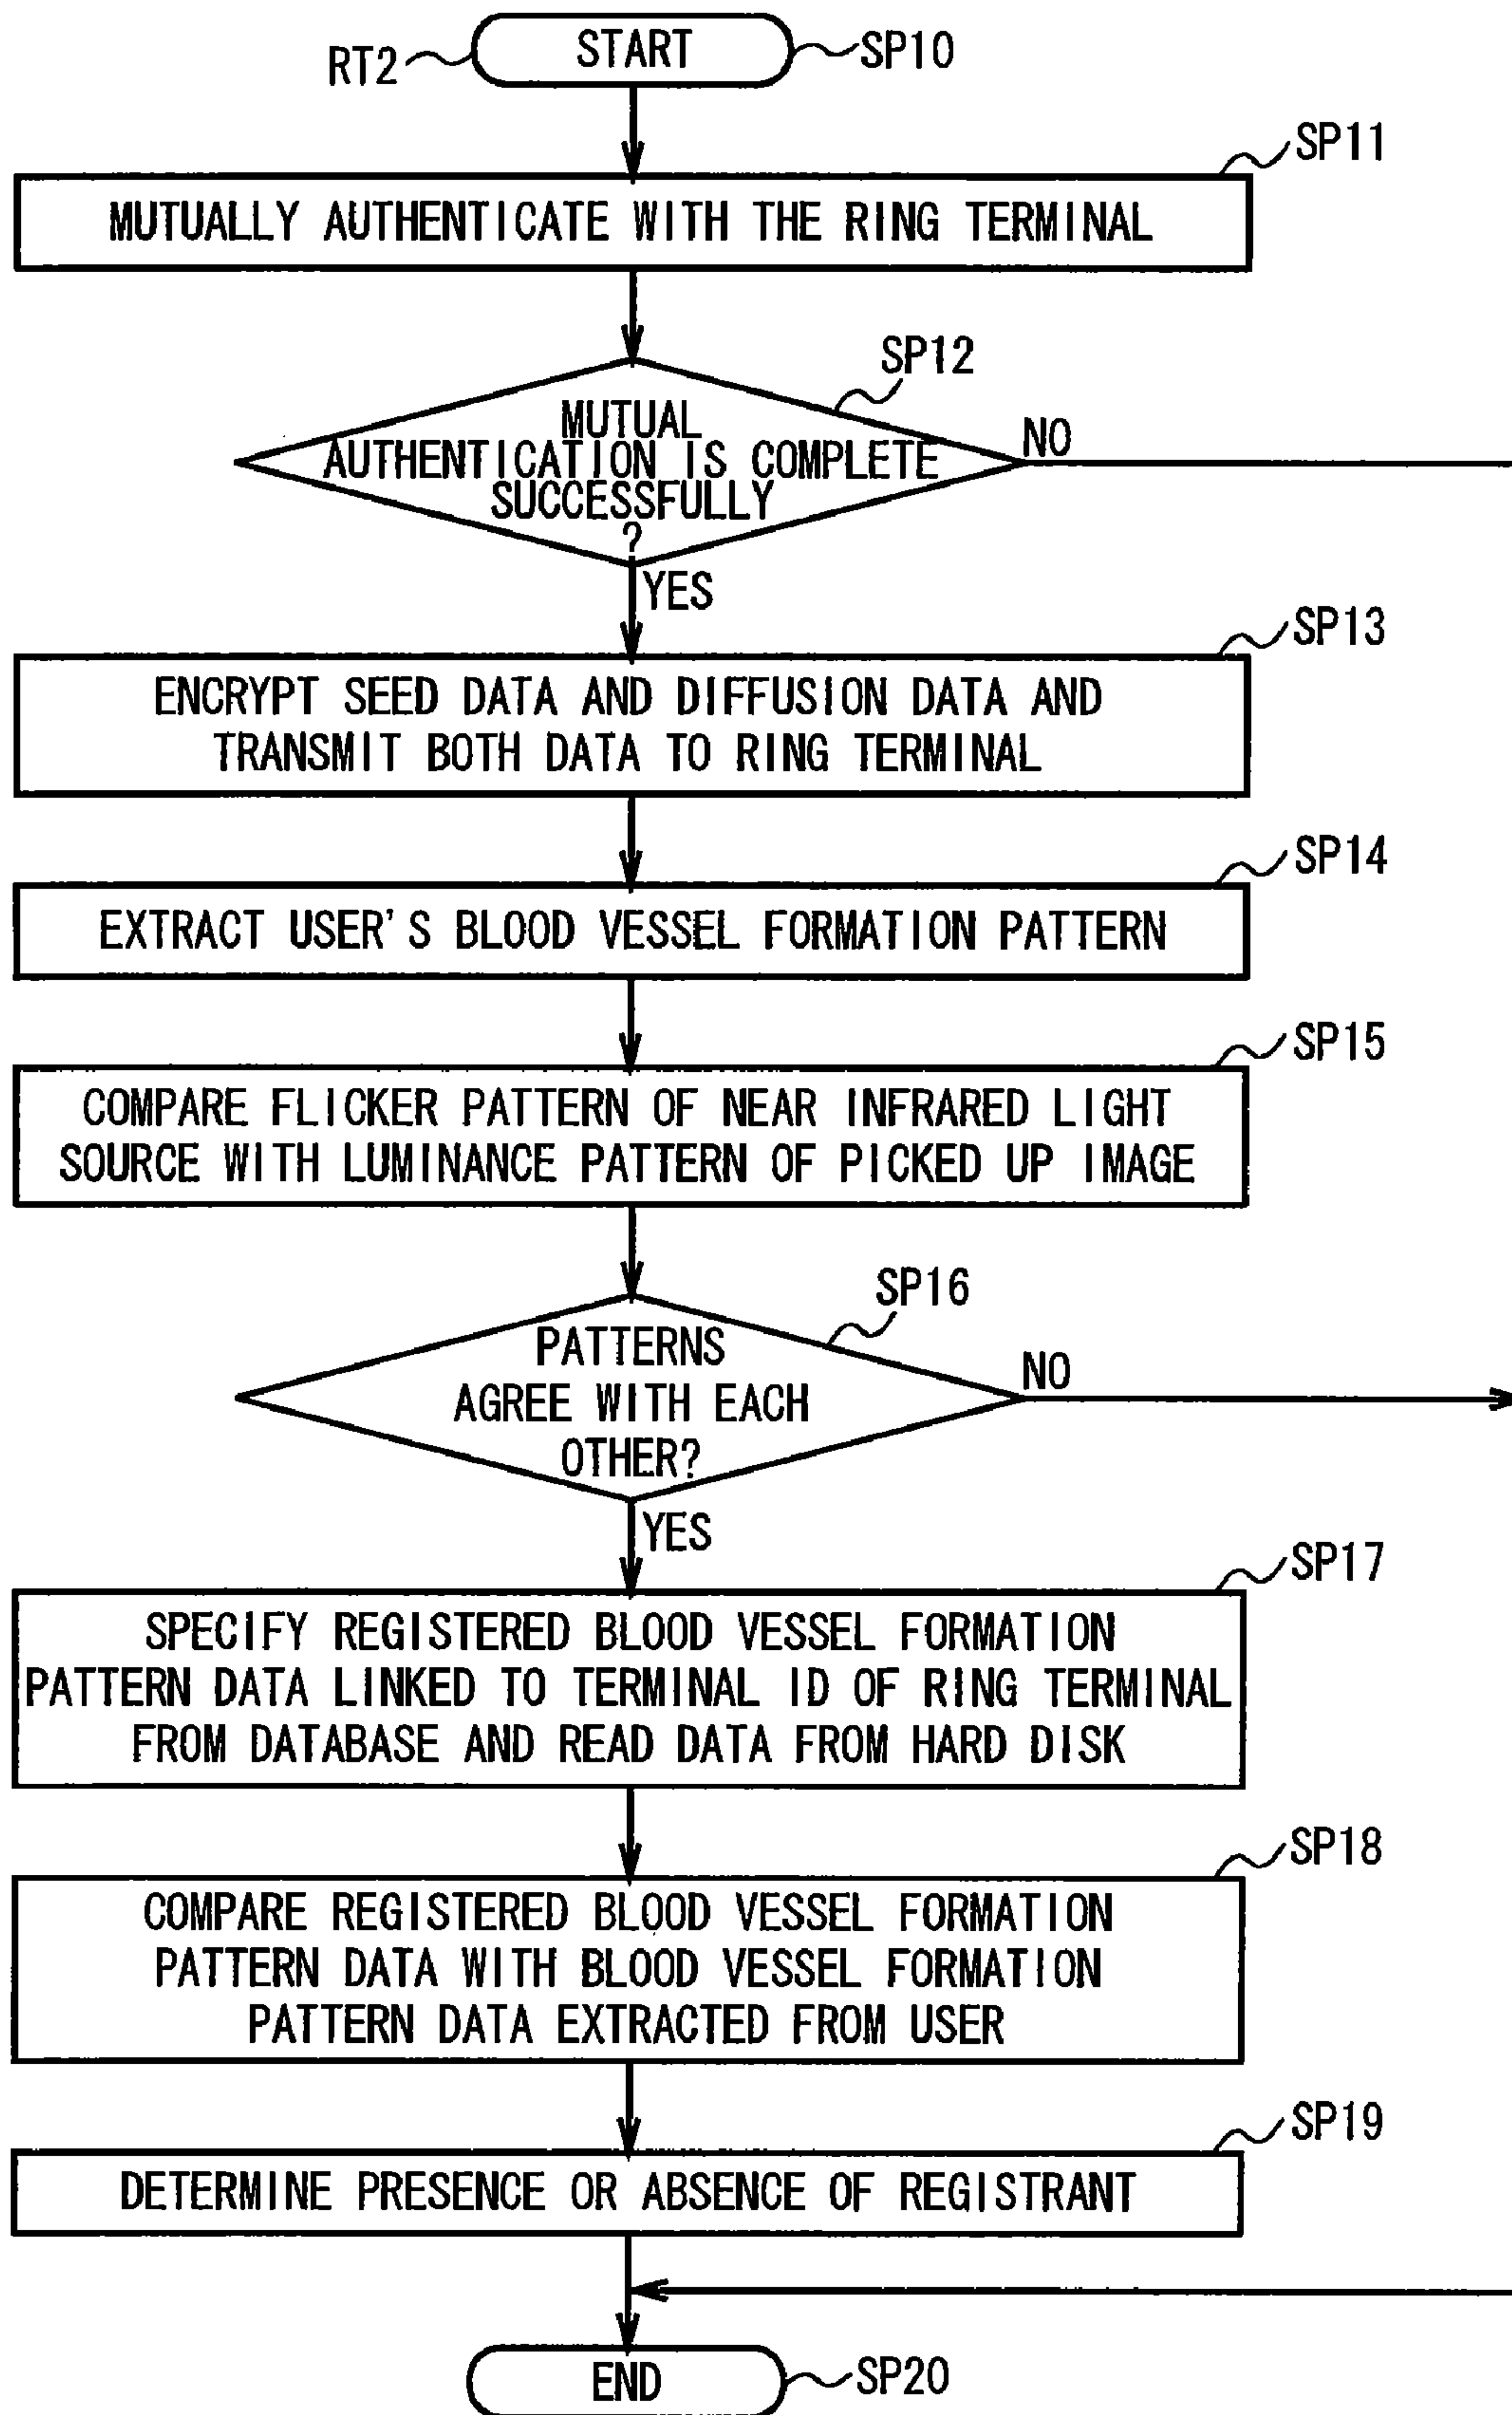 START
RT2
SP10
SP11
MUTUALLY AUTHENTICATE WITH THE RING TERMINAL
SP12
MUTUAL
AUTHENTICATION IS COMPLETE
SUCCESSFULLY
?
NO
YES
SP13
ENCRYPT SEED DATA AND DIFFUSION DATA AND
TRANSMIT BOTH DATA TO RING TERMINAL
SP14
EXTRACT USER'S BLOOD VESSEL FORMATION PATTERN
SP15
COMPARE FLICKER PATTERN OF NEAR INFRARED LIGHT
SOURCE WITH LUMINANCE PATTERN OF PICKED UP IMAGE
SP16
PATTERNS
AGREE WITH EACH
OTHER?
NO
YES
SP17
SPECIFY REGISTERED BLOOD VESSEL FORMATION
PATTERN DATA LINKED TO TERMINAL ID OF RING TERMINAL
FROM DATABASE AND READ DATA FROM HARD DISK
SP18
COMPARE REGISTERED BLOOD VESSEL FORMATION
PATTERN DATA WITH BLOOD VESSEL FORMATION
PATTERN DATA EXTRACTED FROM USER
SP19
DETERMINE PRESENCE OR ABSENCE OF REGISTRANT
END
SP20